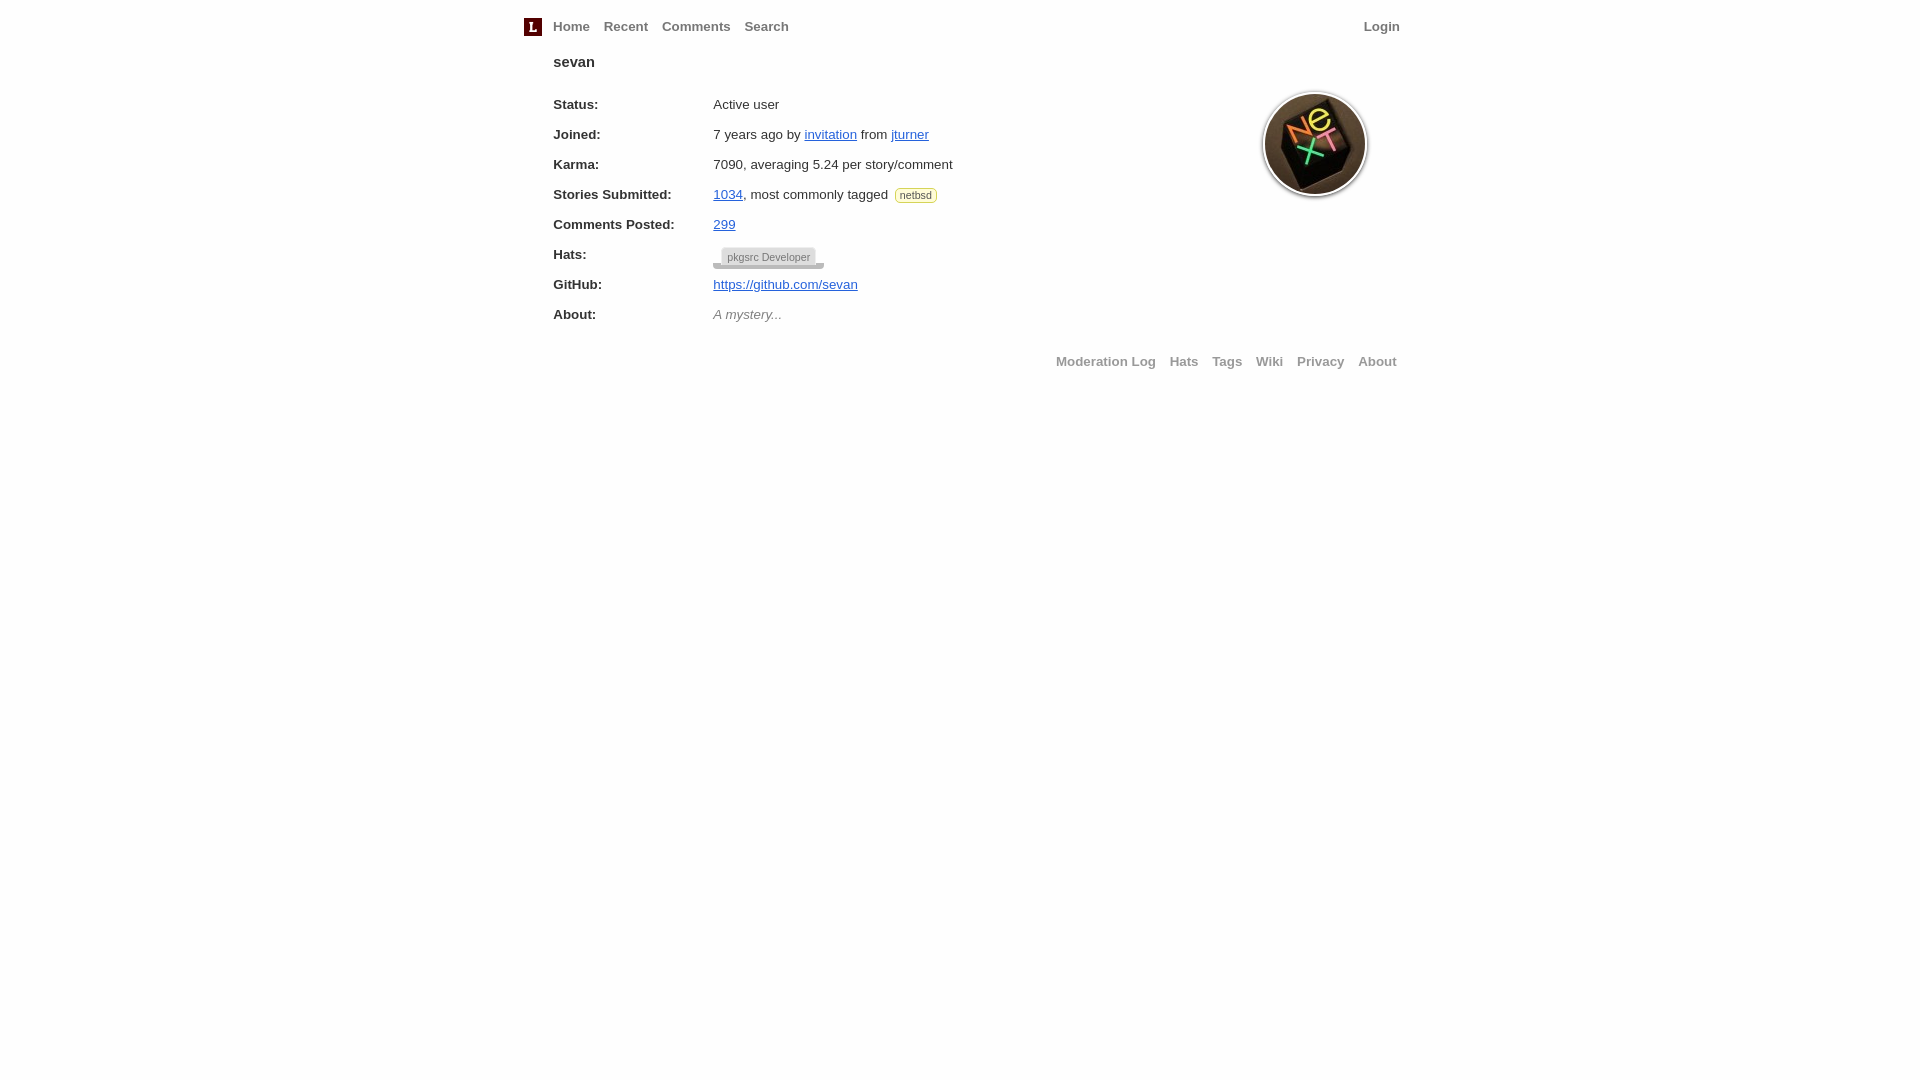 L Home Recent Comments Search Login
sevan
Status: Active user
Joined: 7 years ago by invitation from jturner
Karma: 7090, averaging 5.24 per story/comment
Stories Submitted: 1034, most commonly tagged netbsd
Comments Posted: 299
Hats: pkgsrc Developer
GitHub: https://github.com/sevan
About: A mystery...
NeXT
Moderation Log Hats Tags Wiki Privacy About